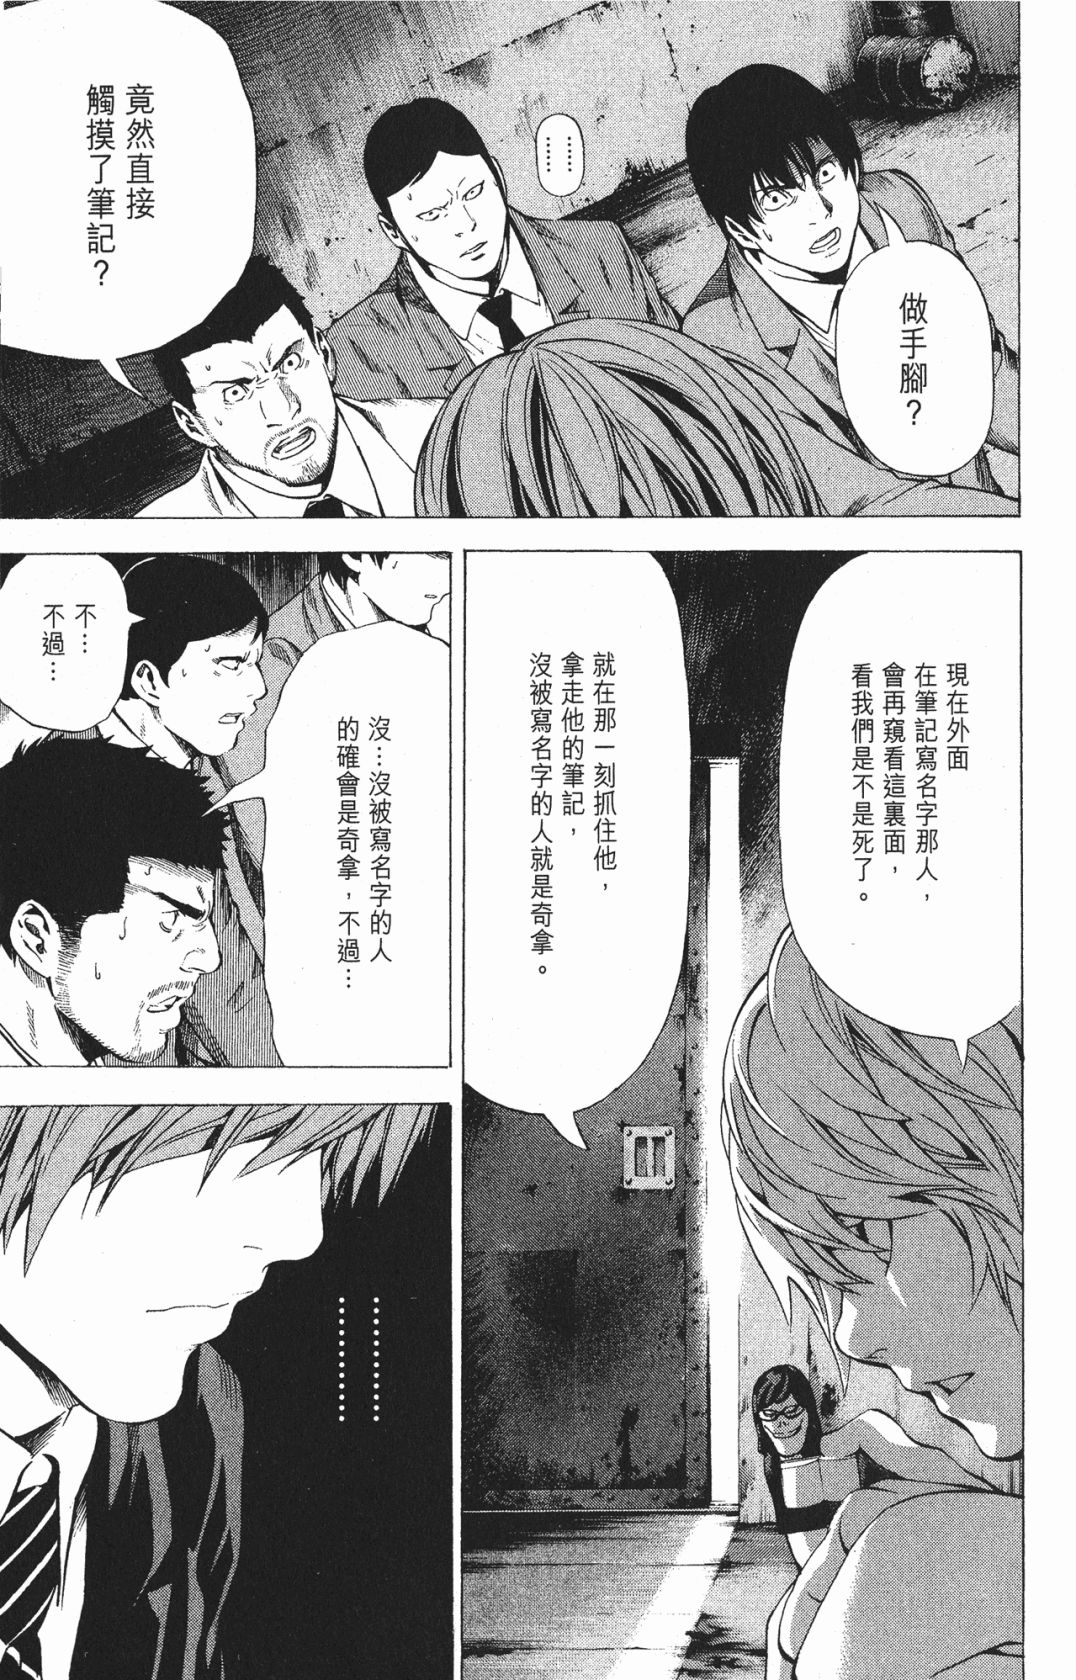 做手腳?
……
竟然直接
觸摸了筆記?
現在外面
在筆記寫名字那人，
會再窺看這裏面，
看我們是不是死了。
就在那一刻抓住他，
拿走他的筆記，
沒被寫名字的人就是奇拿。
沒…沒被寫名字的人
的確會是奇拿，不過…
不…
不過…
…………
…………